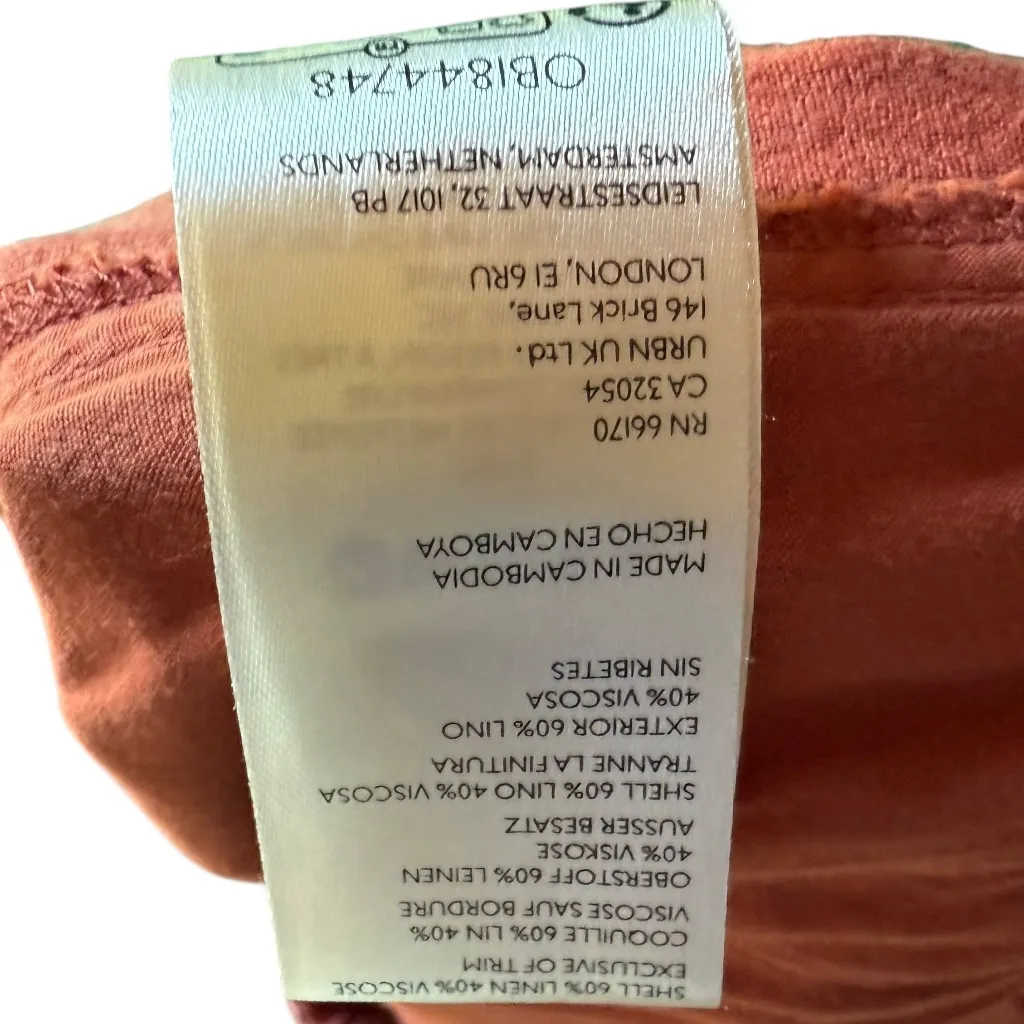 SHELL 60% LINEN 40% VISCOSE
EXCLUSIVE OF TRIM
COQUILLE 60% LIN 40%
VISCOSE SAUF BORDURE
OBERSTOFF 60% LEINEN
40% VISKOSE
AUSSER BESATZ
SHELL 60% LINO 40% VISCOSA
TRANNE LA FINITURA
EXTERIOR 60% LINO
40% VISCOSA
SIN RIBETES
MADE IN CAMBODIA
HECHO EN CAMBOYA
RN 66170
CA 32054
URBN UK Ltd.
146 Brick Lane,
LONDON, E1 6RU
LEIDSESTRAAT 32, 1017 PB
AMSTERDAM, NETHERLANDS
OB1844748